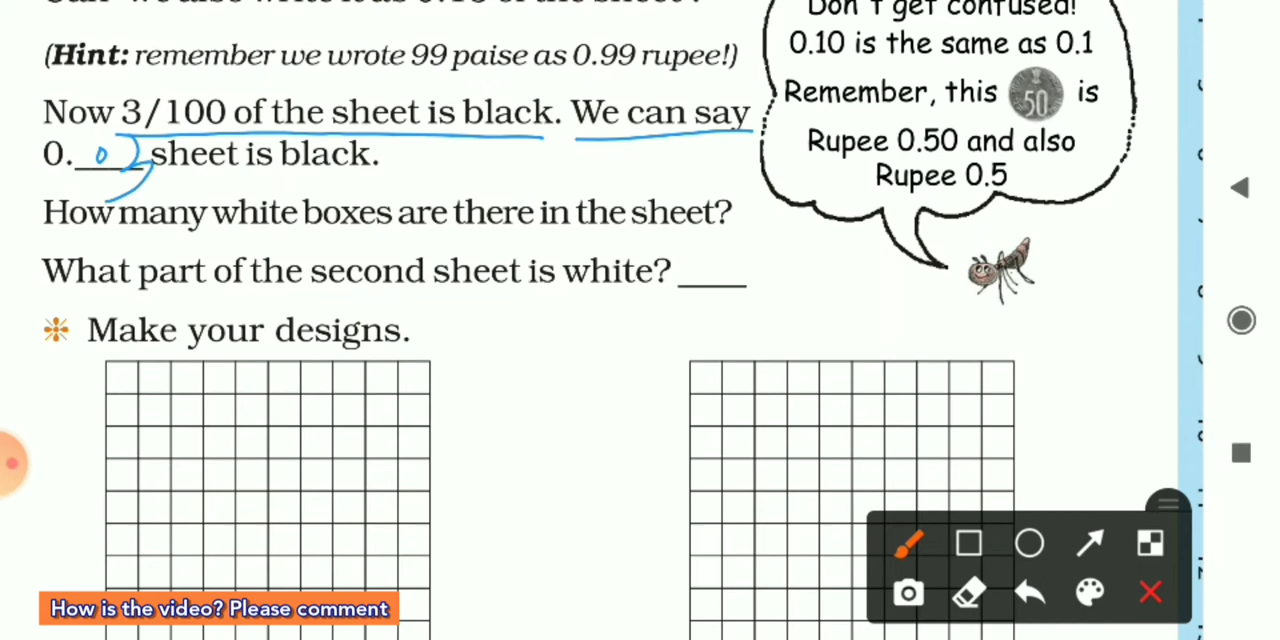 (Hint: remember we wrote 99 paise as 0.99 rupee!)
Now 3/100 of the sheet is black. We can say
0.__0__ sheet is black.
How many white boxes are there in the sheet?
What part of the second sheet is white? ____
Make your designs.
Don't get confused!
0.10 is the same as 0.1
Remember, this 50 is
Rupee 0.50 and also
Rupee 0.5
How is the video? Please comment